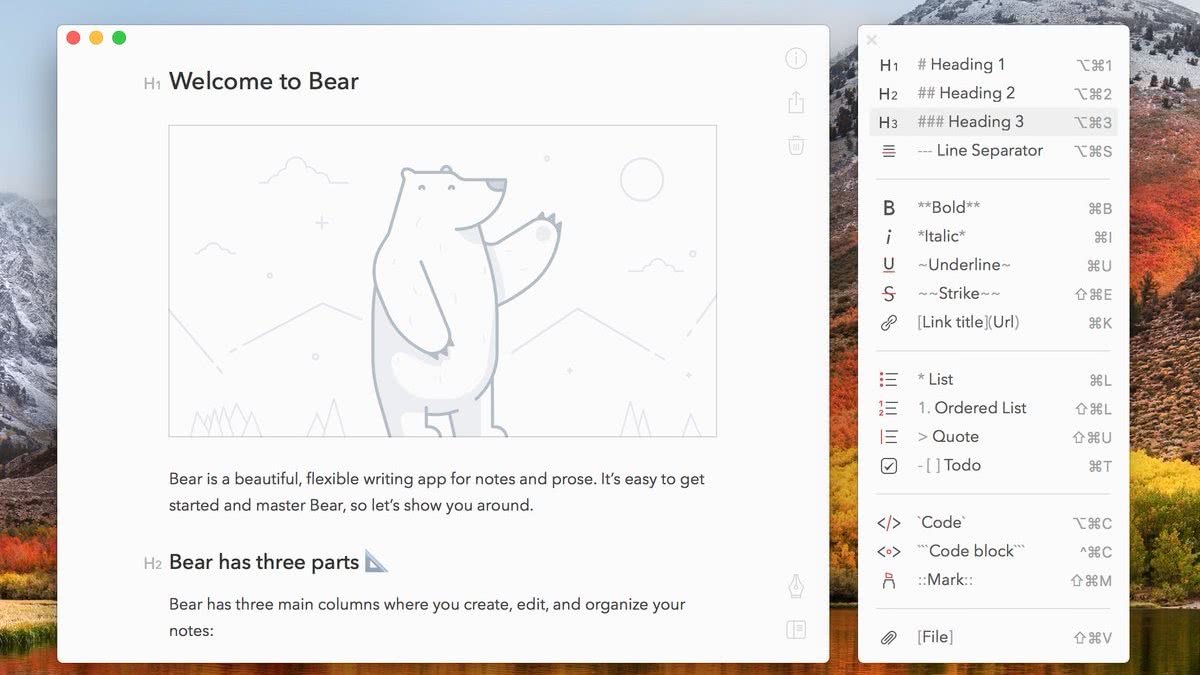 H1 Welcome to Bear
Bear is a beautiful, flexible writing app for notes and prose. It’s easy to get
started and master Bear, so let’s show you around.
H2 Bear has three parts 📐
Bear has three main columns where you create, edit, and organize your
notes:
H1 # Heading 1 ⌥⌘1
H2 ## Heading 2 ⌥⌘2
H3 ### Heading 3 ⌥⌘3
--- Line Separator ⌥⌘S
B **Bold** ⌘B
i *Italic* ⌘I
U ~Underline~ ⌘U
S ~~Strike~~ ⇧⌘E
[Link title](Url) ⌘K
* List ⌘L
1. Ordered List ⇧⌘L
> Quote ⇧⌘U
- [ ] Todo ⌘T
</> `Code` ⌥⌘C
<> ```Code block``` ^⌘C
::Mark:: ⇧⌘M
[File] ⇧⌘V